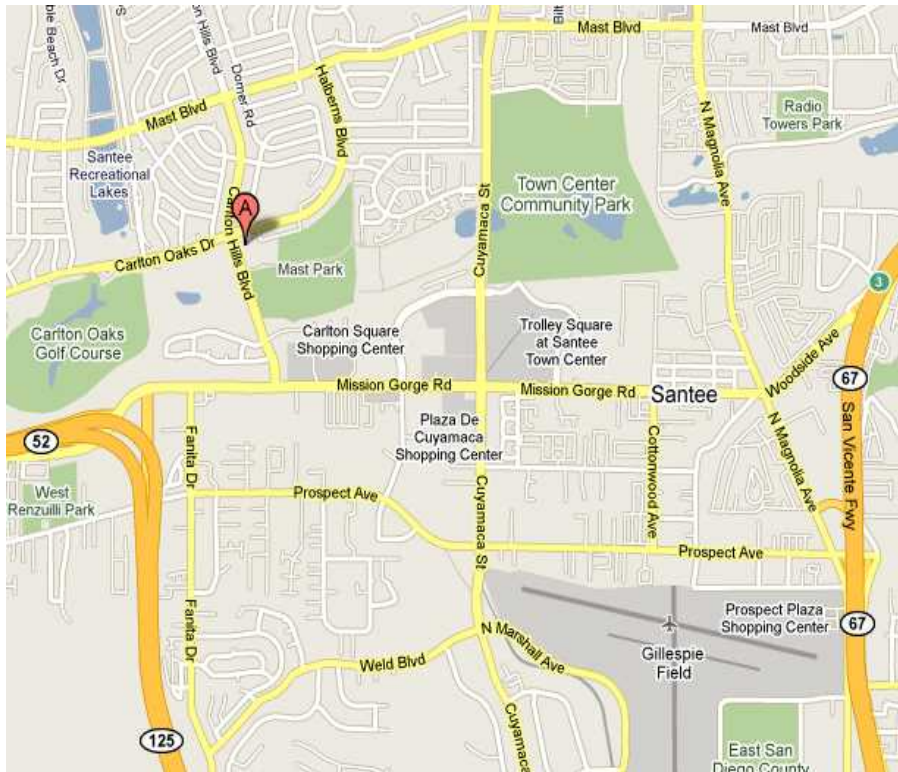 Mast Blvd
Mast Blvd
Dorner Rd
Halberns Blvd
N Magnolia Ave
Radio
Towers Park
Mast Blvd
Santee
Recreational
Lakes
Town Center
Community Park
Cuyamaca St
A
Carlton Hills Blvd
Carlton Oaks Dr
Mast Park
3
Carlton Oaks
Golf Course
Carlton Square
Shopping Center
Trolley Square
at Santee
Town Center
Woodside Ave
67
Mission Gorge Rd
Mission Gorge Rd
Santee
52
Plaza De
Cuyamaca
Shopping Center
Fanita Dr
Cottonwood Ave
N Magnolia Ave
San Vicente Fwy
West
Renzuilli Park
Prospect Ave
Cuyamaca St
Prospect Ave
Fanita Dr
Prospect Plaza
Shopping Center
67
N Marshall Ave
Gillespie
Field
Weld Blvd
125
Cuyamaca
East San
Diego County